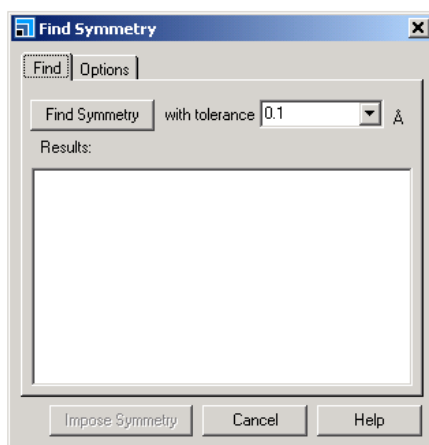 Find Symmetry
Find Options
Find Symmetry with tolerance 0.1 Å
Results:
Impose Symmetry Cancel Help